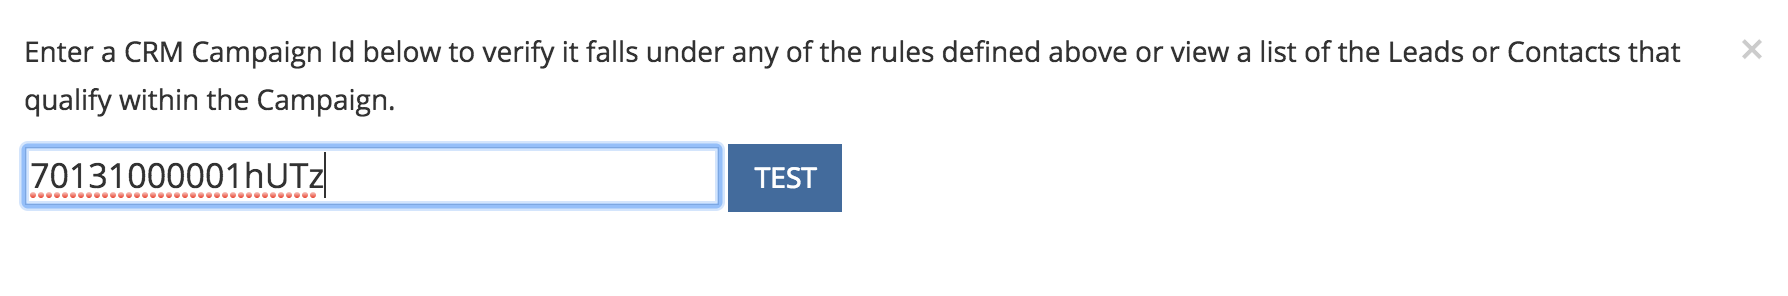 Enter a CRM Campaign Id below to verify it falls under any of the rules defined above or view a list of the Leads or Contacts that
qualify within the Campaign.
70131000001hUTz
TEST